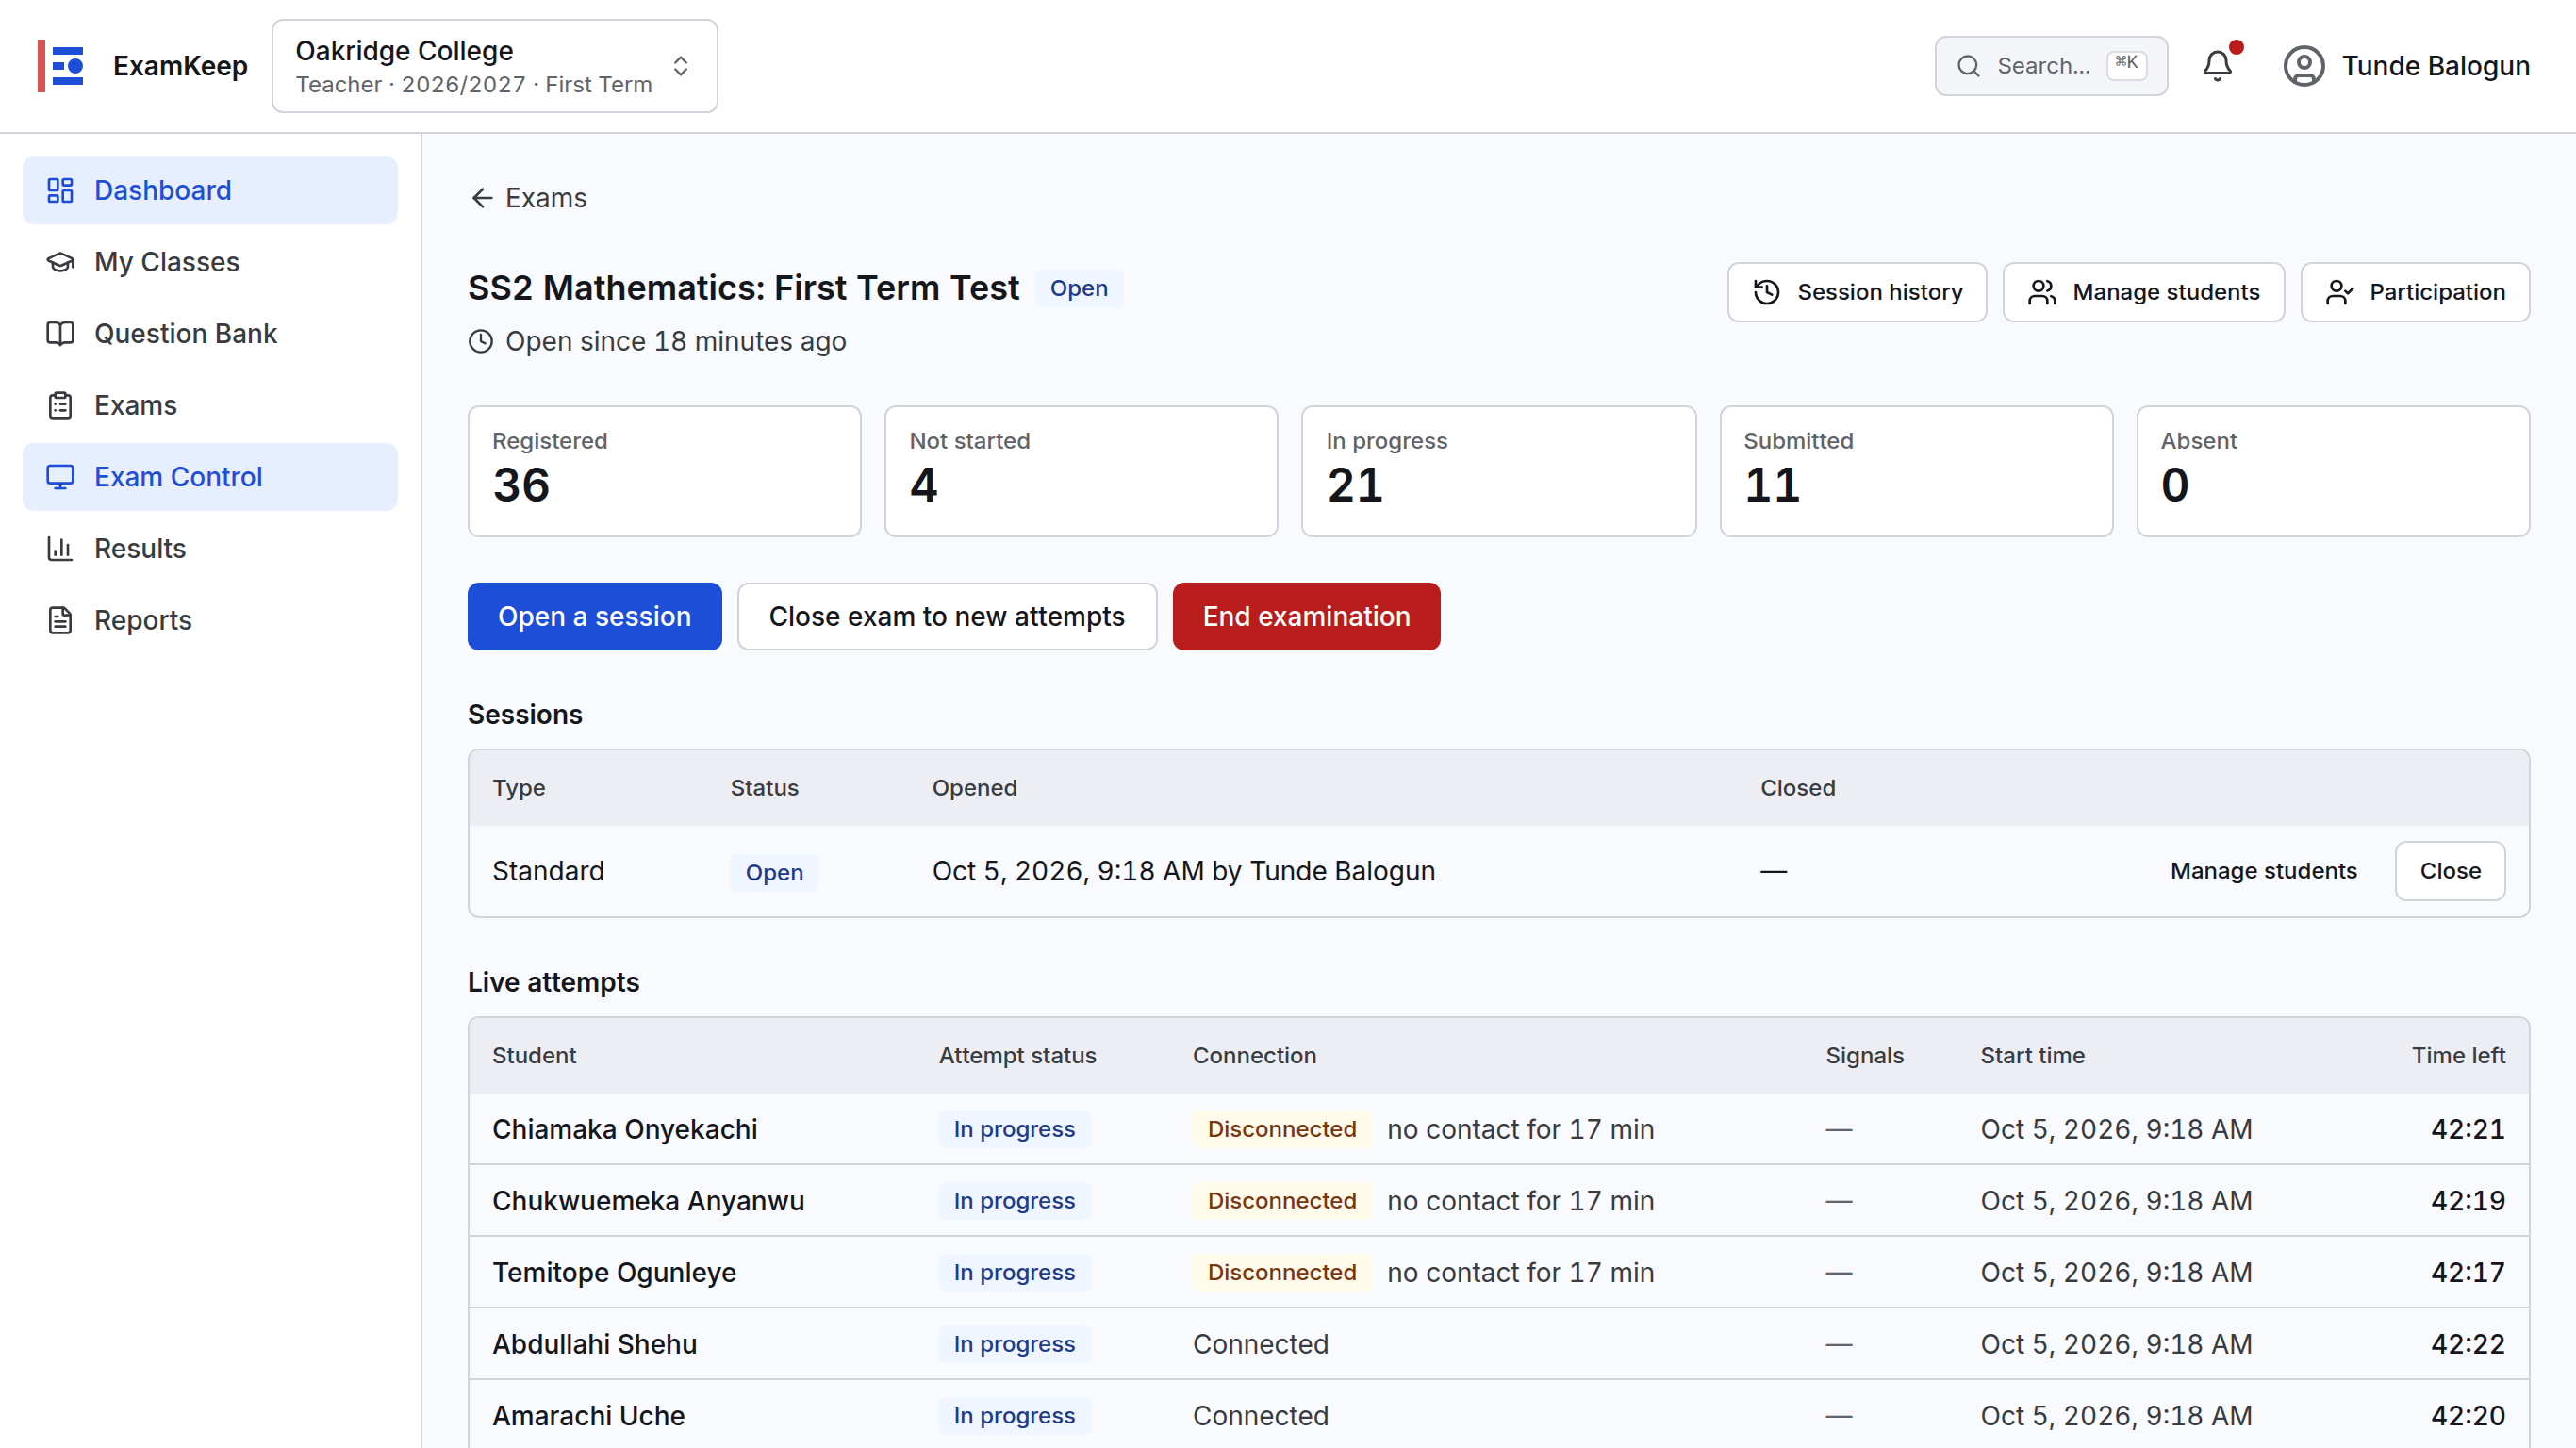 ExamKeep
Oakridge College
Teacher · 2026/2027 · First Term
Search...
⌘K
Tunde Balogun
Dashboard
My Classes
Question Bank
Exams
Exam Control
Results
Reports
Exams
SS2 Mathematics: First Term Test
Open
Open since 18 minutes ago
Session history
Manage students
Participation
Registered
36
Not started
4
In progress
21
Submitted
11
Absent
0
Open a session
Close exam to new attempts
End examination
Sessions
Type Status Opened Closed
Standard Open Oct 5, 2026, 9:18 AM by Tunde Balogun — Manage students Close
Live attempts
Student Attempt status Connection Signals Start time Time left
Chiamaka Onyekachi In progress Disconnected no contact for 17 min — Oct 5, 2026, 9:18 AM 42:21
Chukwuemeka Anyanwu In progress Disconnected no contact for 17 min — Oct 5, 2026, 9:18 AM 42:19
Temitope Ogunleye In progress Disconnected no contact for 17 min — Oct 5, 2026, 9:18 AM 42:17
Abdullahi Shehu In progress Connected — Oct 5, 2026, 9:18 AM 42:22
Amarachi Uche In progress Connected — Oct 5, 2026, 9:18 AM 42:20